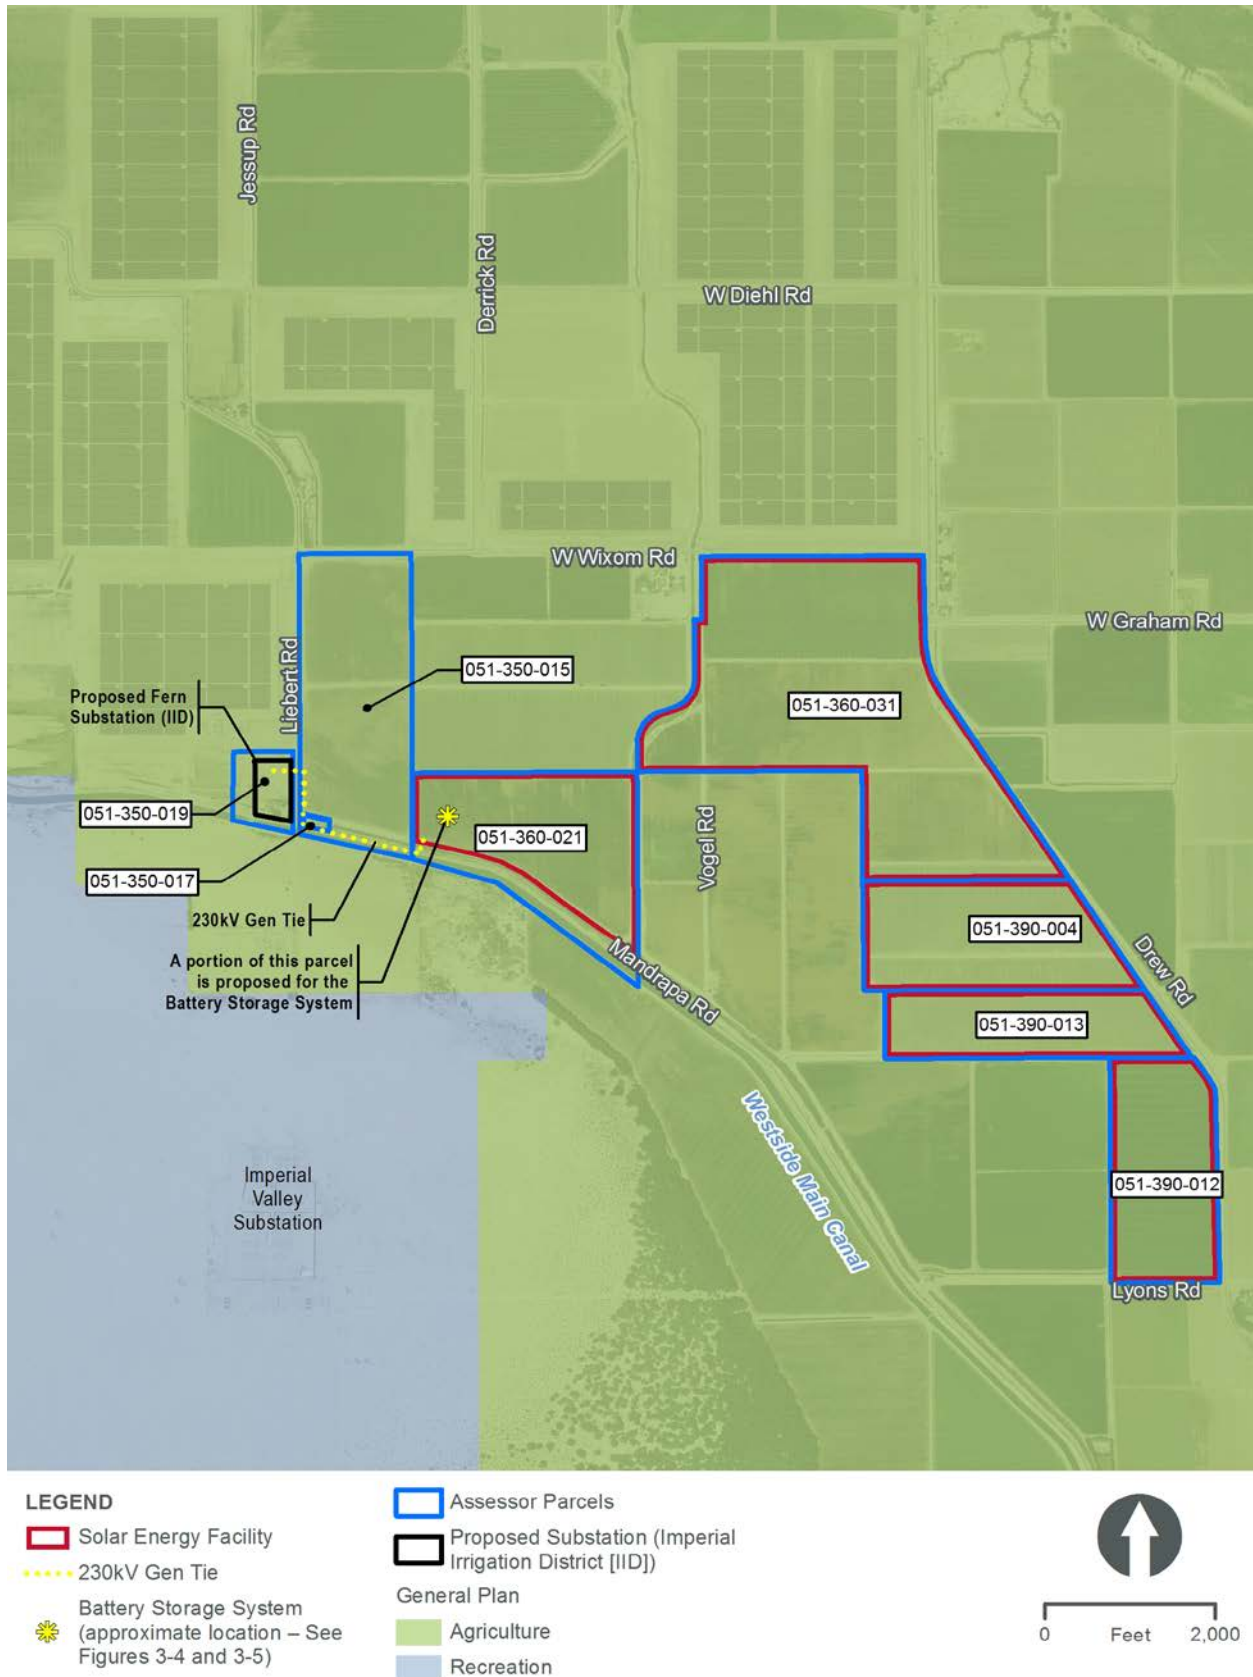 Jessup Rd
Derrick Rd
W Diehl Rd
W Wixom Rd
W Graham Rd
Liebert Rd
051-350-015
Proposed Fern
Substation (IID)
051-360-031
051-350-019
051-360-021
Vogel Rd
051-350-017
230kV Gen Tie
A portion of this parcel
is proposed for the
Battery Storage System
051-390-004
Drew Rd
Mandrapa Rd
051-390-013
Westside Main Canal
Imperial
Valley
Substation
051-390-012
Lyons Rd
LEGEND
Solar Energy Facility
230kV Gen Tie
Battery Storage System
(approximate location – See
Figures 3-4 and 3-5)
Assessor Parcels
Proposed Substation (Imperial
Irrigation District [IID])
General Plan
Agriculture
Recreation
0 Feet 2,000